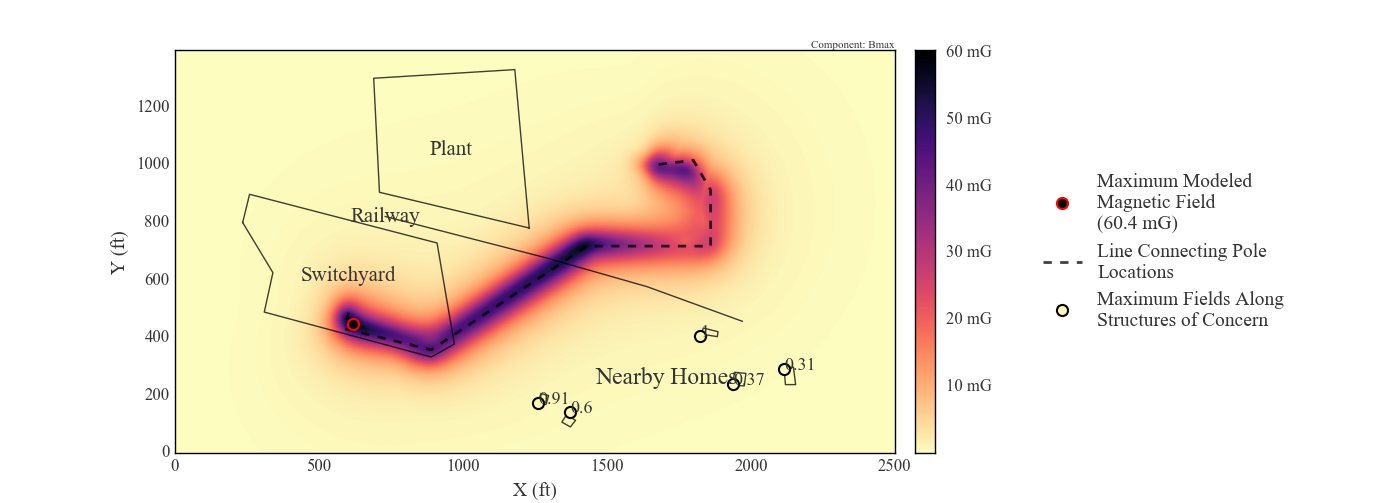 Component: Bmax
60 mG
50 mG
40 mG
30 mG
20 mG
10 mG
Y (ft)
1200
1000
800
600
400
200
0
0
500
1000
1500
2000
2500
X (ft)
Plant
Railway
Switchyard
Nearby Homes
1
0.31
0.37
0.91
0.6
Maximum Modeled
Magnetic Field
(60.4 mG)
Line Connecting Pole
Locations
Maximum Fields Along
Structures of Concern